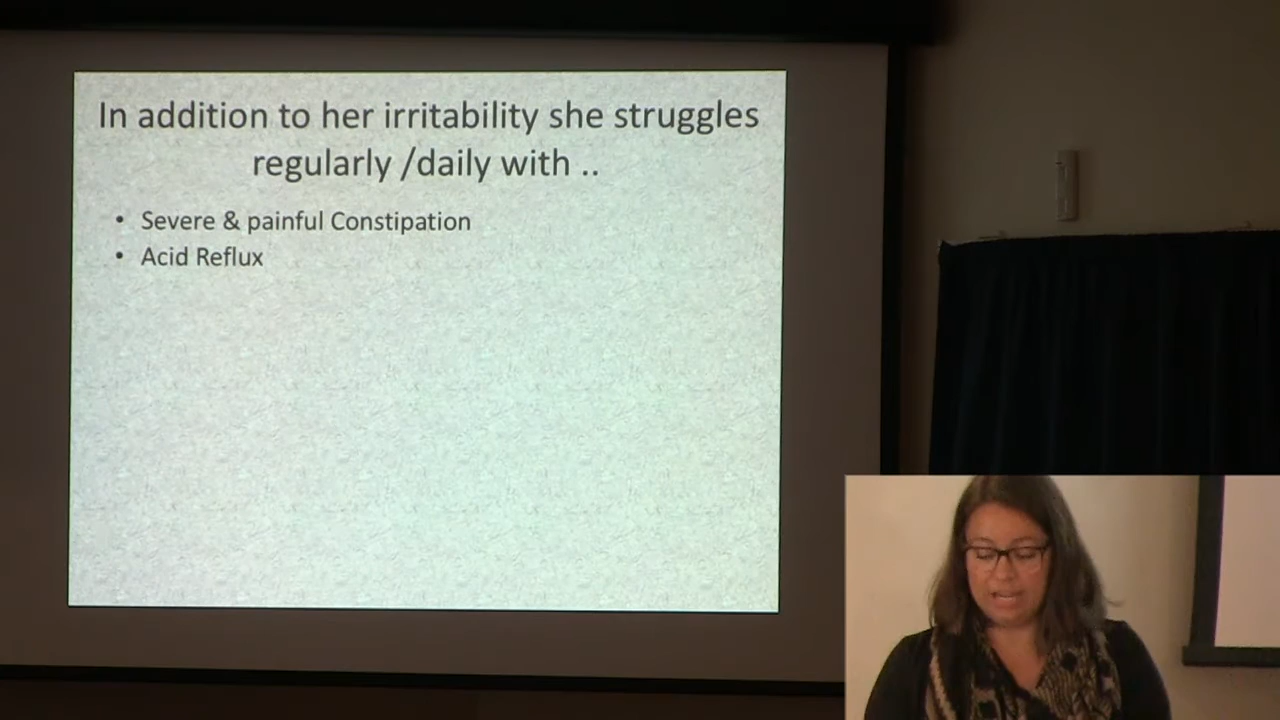 In addition to her irritability she struggles
regularly /daily with ..
• Severe & painful Constipation
• Acid Reflux